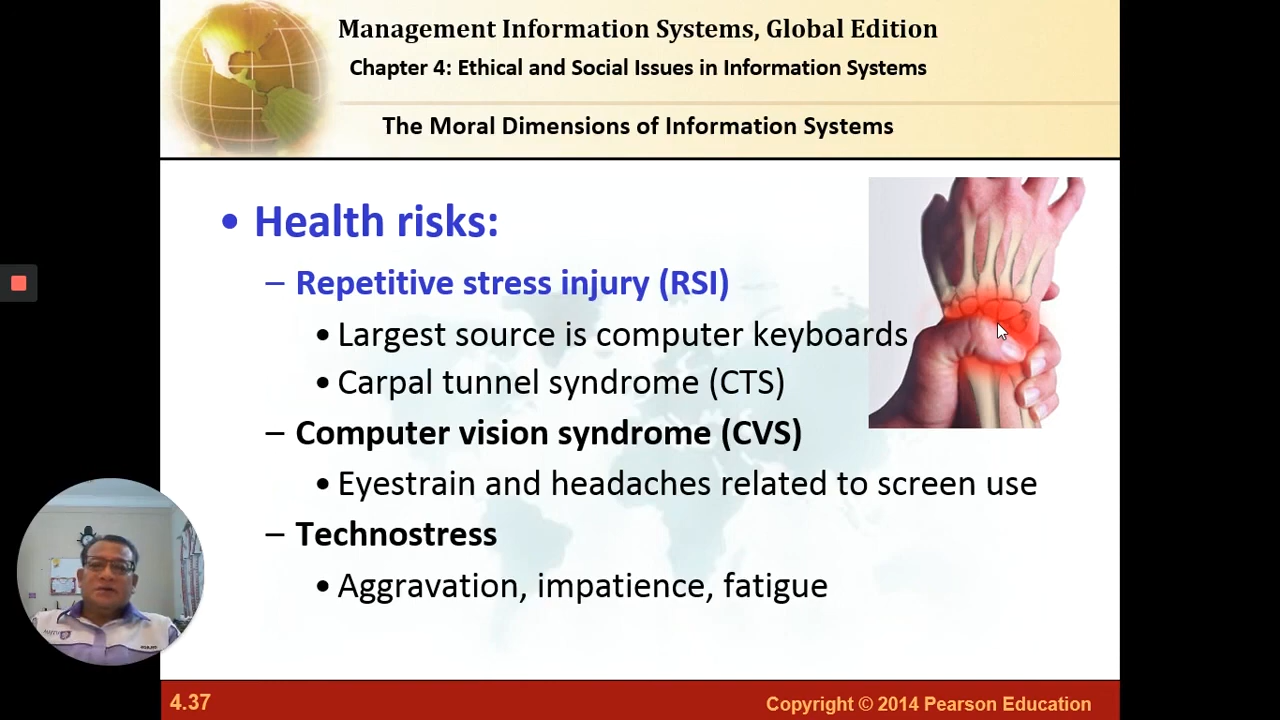 Management Information Systems, Global Edition
Chapter 4: Ethical and Social Issues in Information Systems
The Moral Dimensions of Information Systems
• Health risks:
– Repetitive stress injury (RSI)
• Largest source is computer keyboards
• Carpal tunnel syndrome (CTS)
– Computer vision syndrome (CVS)
• Eyestrain and headaches related to screen use
– Technostress
• Aggravation, impatience, fatigue
4.37
Copyright © 2014 Pearson Education